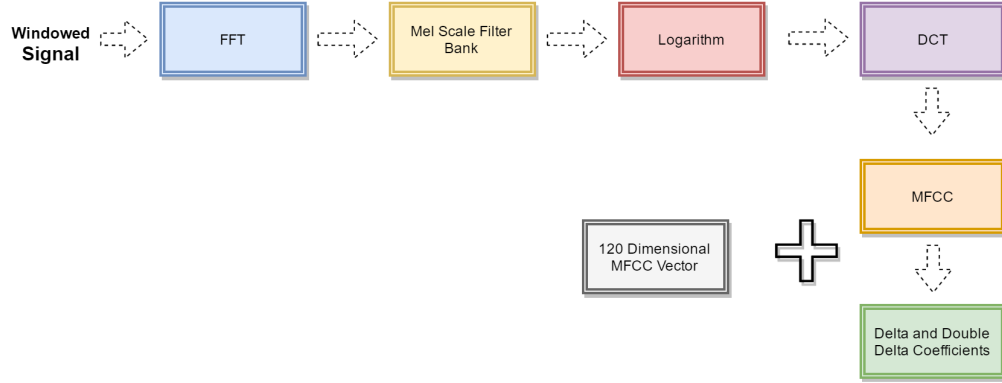 Windowed
Signal
FFT
Mel Scale Filter
Bank
Logarithm
DCT
MFCC
120 Dimensional
MFCC Vector
Delta and Double
Delta Coefficients